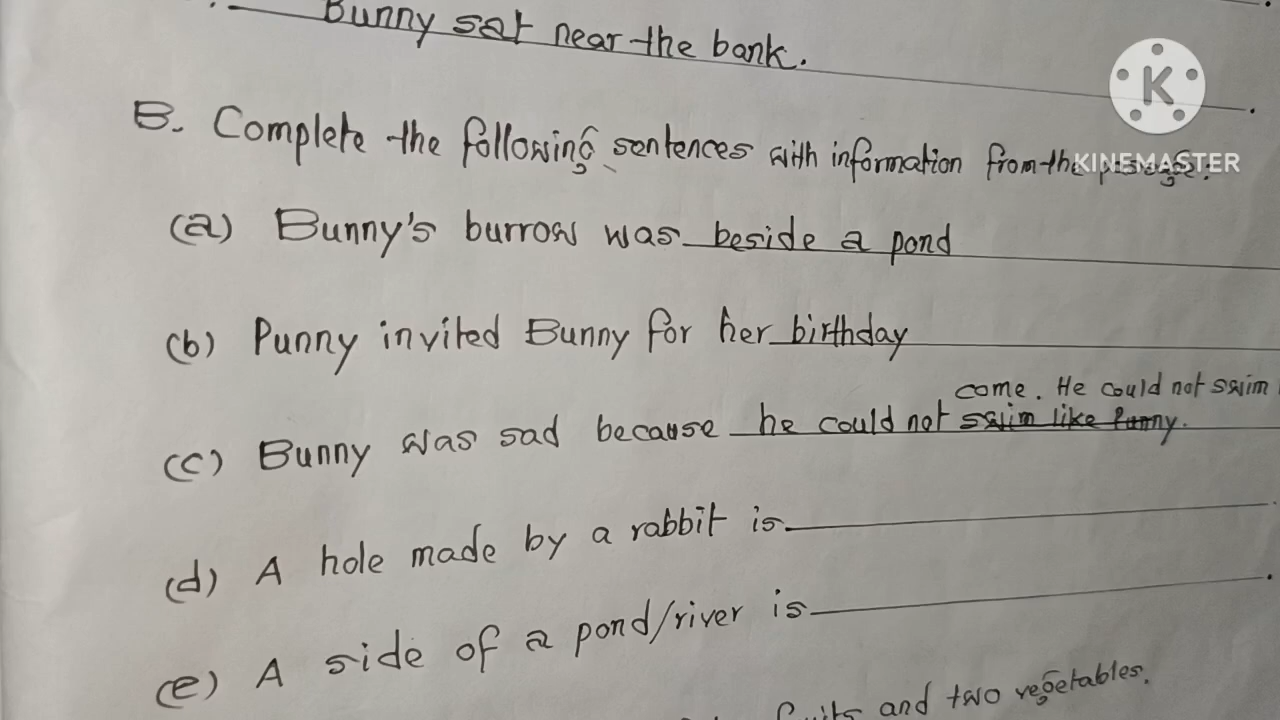 Bunny sat near the bank.
B. Complete the following sentences with information from the
K
KINEMASTER
(a) Bunny's burrow was beside a pond
(b) Punny invited Bunny for her birthday
come. He could not swim
(c) Bunny was sad because he could not swim like Punny.
(d) A hole made by a rabbit is
(e) A side of a pond/river is
and two vegetables.